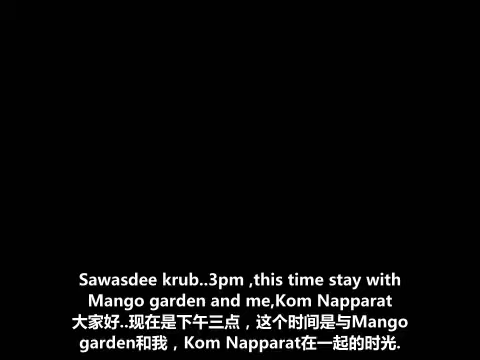 Sawasdee krub..3pm ,this time stay with
Mango garden and me,Kom Napparat
大家好..现在是下午三点，这个时间是与Mango
garden和我，Kom Napparat在一起的时光.